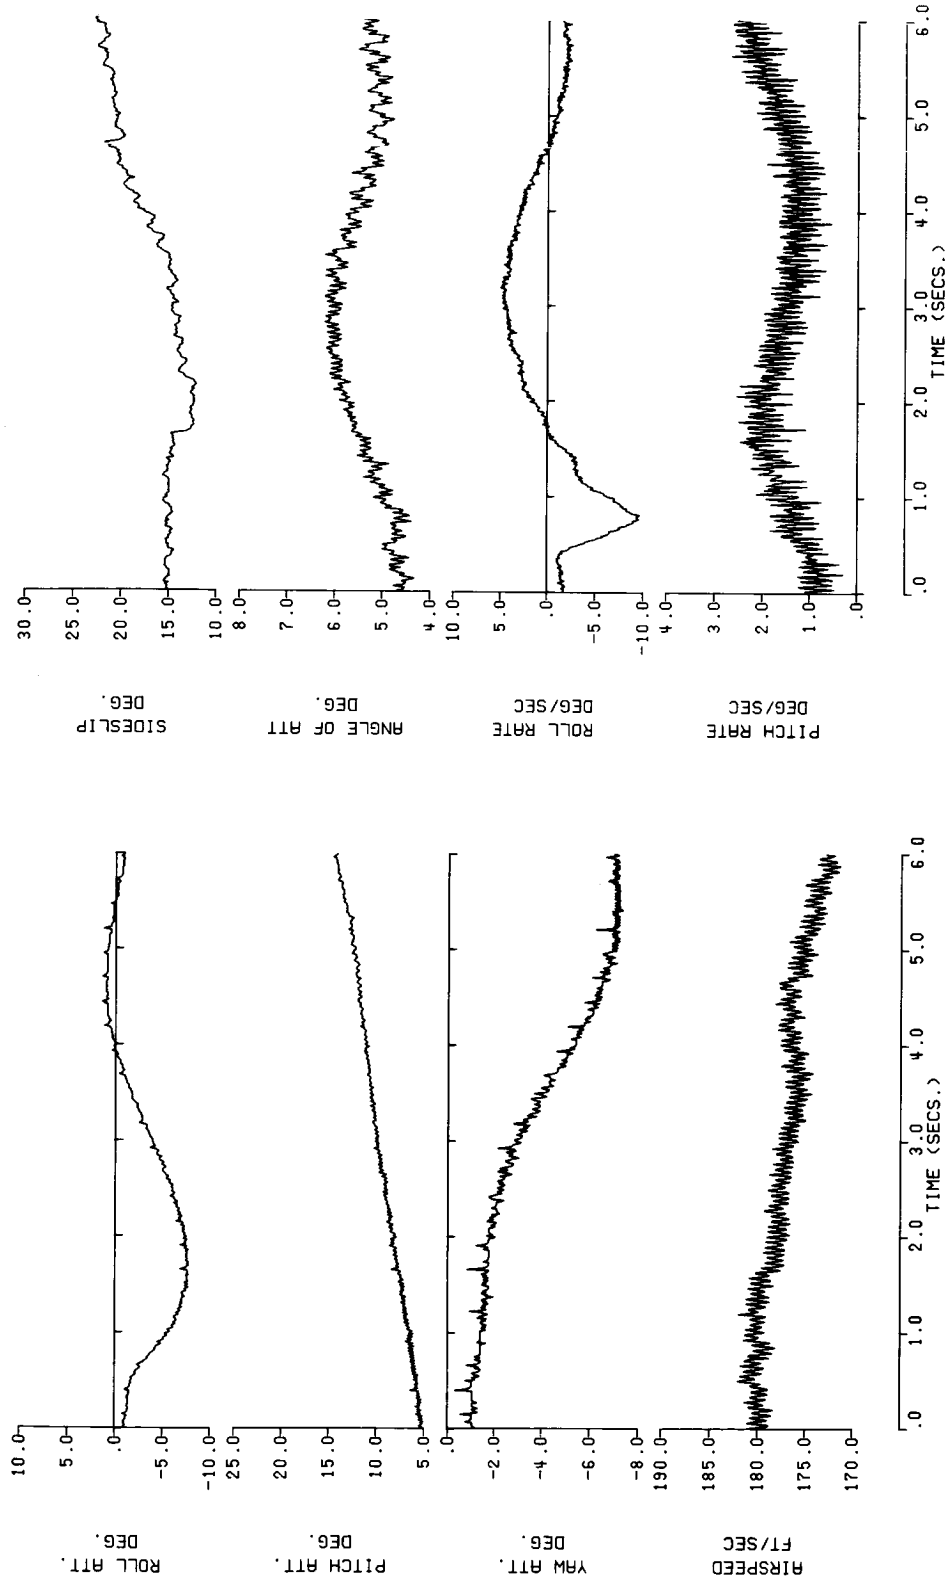 30.0
25.0
20.0
15.0
10.0
SIDESLIP
DEG.
8.0
7.0
6.0
5.0
4.0
ANGLE OF ATT
DEG.
10.0
5.0
0.0
-5.0
-10.0
ROLL RATE
DEG/SEC
4.0
3.0
2.0
1.0
.0
PITCH RATE
DEG/SEC
.0 1.0 2.0 3.0 4.0 5.0 6.0
TIME (SECS.)
10.0
5.0
.0
-5.0
-10.0
ROLL ATT.
DEG.
25.0
20.0
15.0
10.0
5.0
PITCH ATT.
DEG.
.0
-2.0
-4.0
-6.0
-8.0
YAW ATT.
DEG.
190.0
185.0
180.0
175.0
170.0
AIRSPEED
FT/SEC
.0 1.0 2.0 3.0 4.0 5.0 6.0
TIME (SECS.)